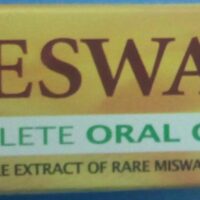 ESWA
LETE ORAL C
E EXTRACT OF RARE MISWA